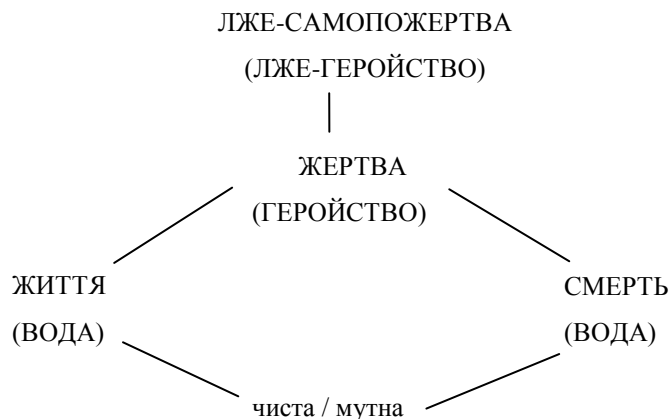 ЛЖЕ-САМОПОЖЕРТВА
(ЛЖЕ-ГЕРОЙСТВО)
ЖЕРТВА
(ГЕРОЙСТВО)
ЖИТТЯ
(ВОДА)
СМЕРТЬ
(ВОДА)
чиста / мутна